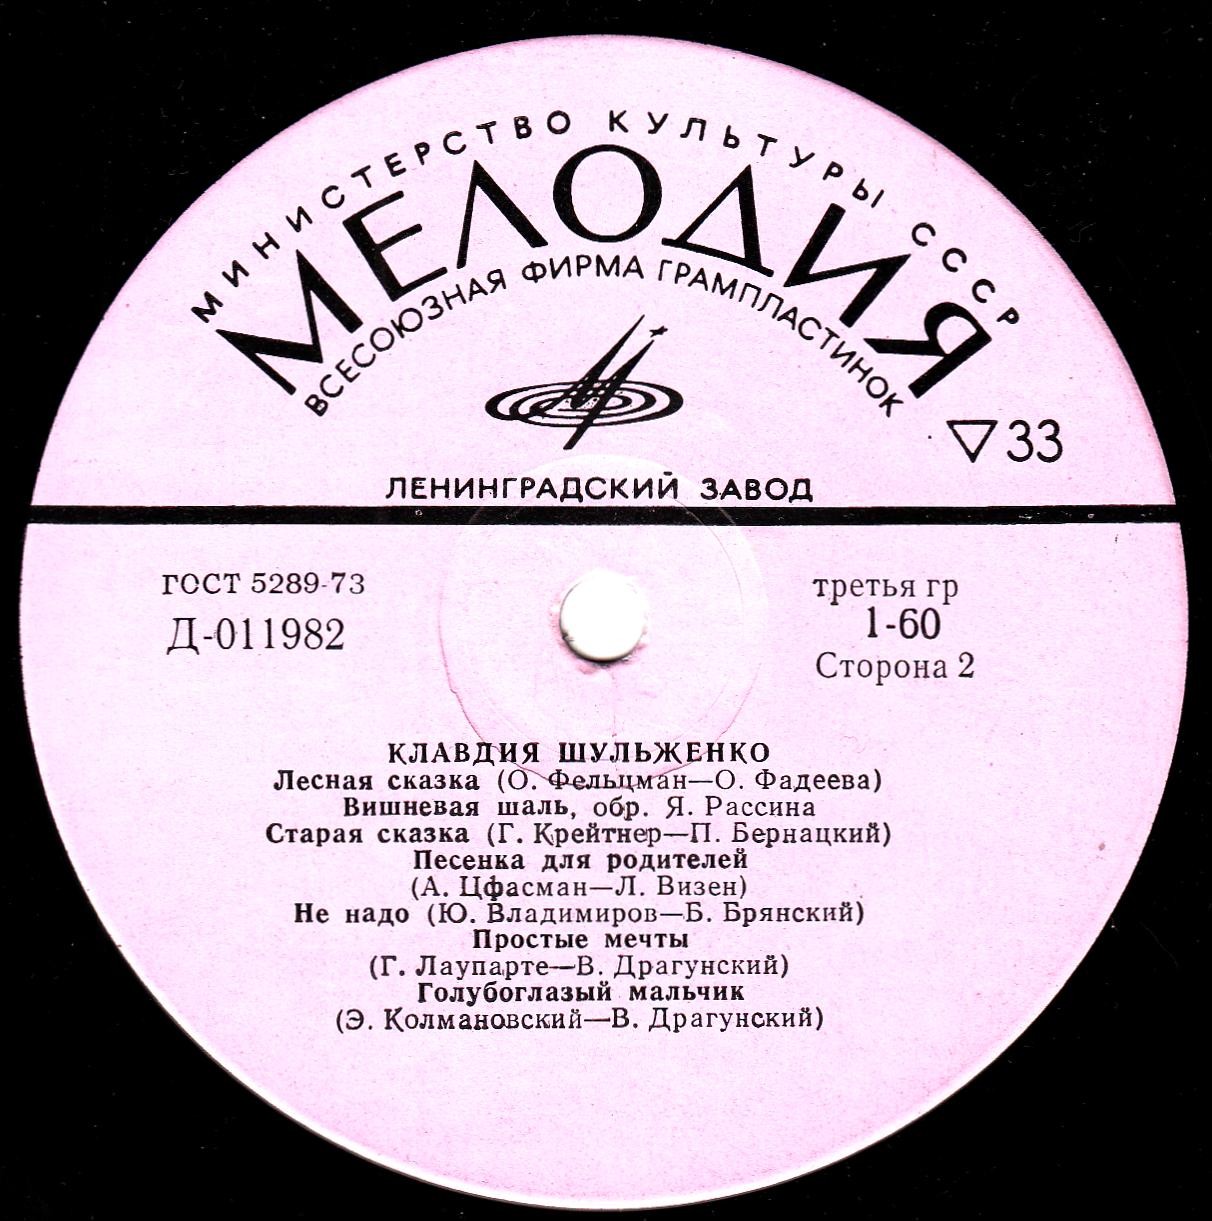 МИНИСТЕРСТВО КУЛЬТУРЫ СССР
МЕЛОДИЯ
ВСЕСОЮЗНАЯ ФИРМА ГРАМПЛАСТИНОК
33
ЛЕНИНГРАДСКИЙ ЗАВОД
ГОСТ 5289-73
Д-011982
третья гр
1-60
Сторона 2
КЛАВДИЯ ШУЛЬЖЕНКО
Лесная сказка (О. Фельцман—О. Фадеева)
Вишневая шаль, обр. Я. Рассина
Старая сказка (Г. Крейтнер—П. Бернацкий)
Песенка для родителей
(А. Цфасман—Л. Визен)
Не надо (Ю. Владимиров—Б. Брянский)
Простые мечты
(Г. Лаупарте—В. Драгунский)
Голубоглазый мальчик
(Э. Колмановский—В. Драгунский)